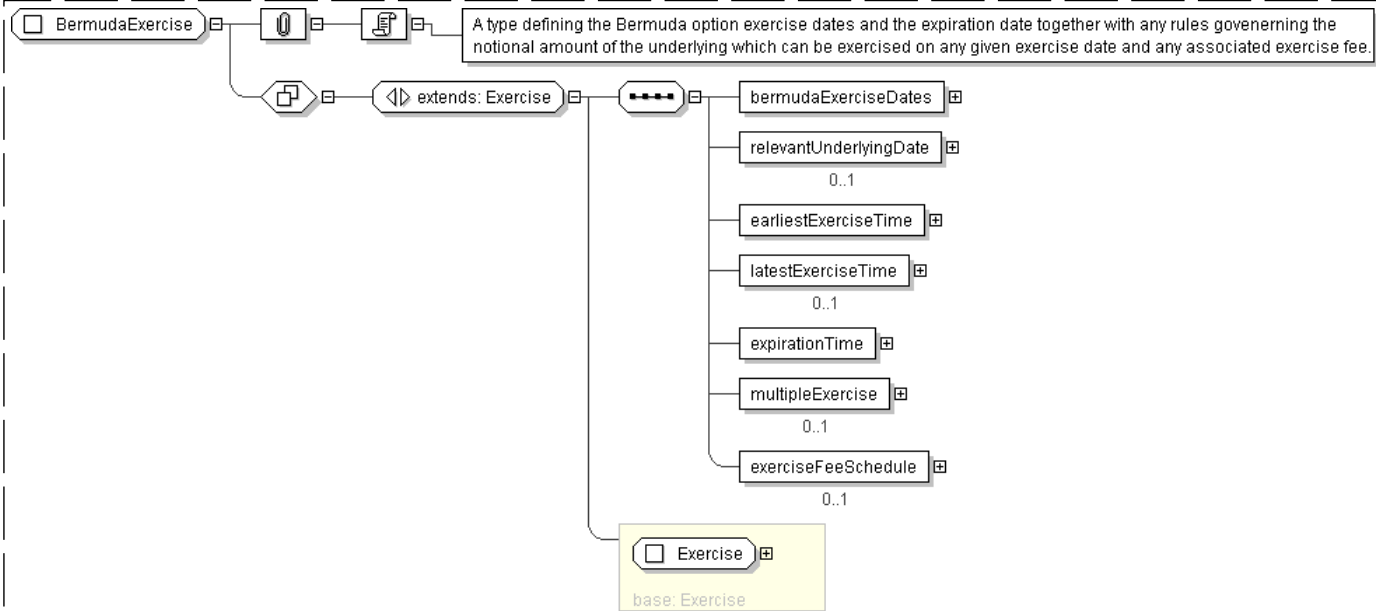 BermudaExercise
A type defining the Bermuda option exercise dates and the expiration date together with any rules govenerning the
notional amount of the underlying which can be exercised on any given exercise date and any associated exercise fee.
extends: Exercise
bermudaExerciseDates
relevantUnderlyingDate
0..1
earliestExerciseTime
latestExerciseTime
0..1
expirationTime
multipleExercise
0..1
exerciseFeeSchedule
0..1
Exercise
base: Exercise